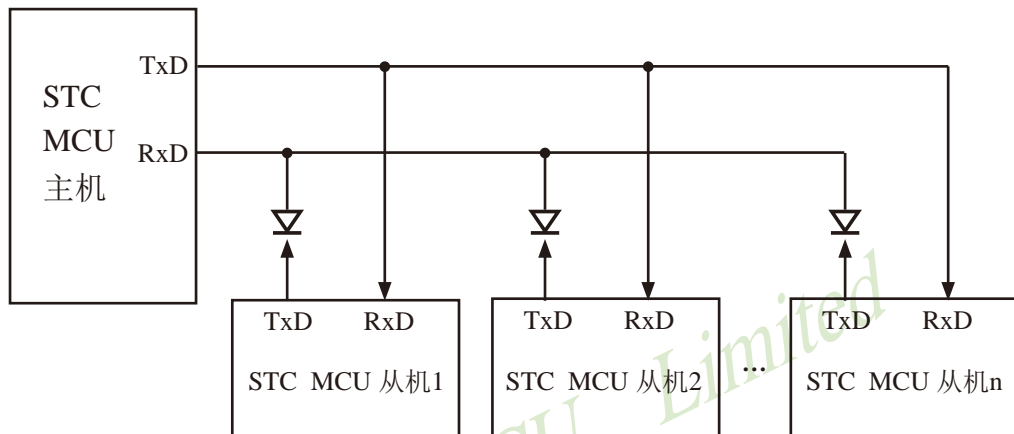 TxD
STC
MCU
主机
RxD
TxD RxD
TxD RxD
TxD RxD
STC MCU 从机1
STC MCU 从机2
...
STC MCU 从机n
CU Limited